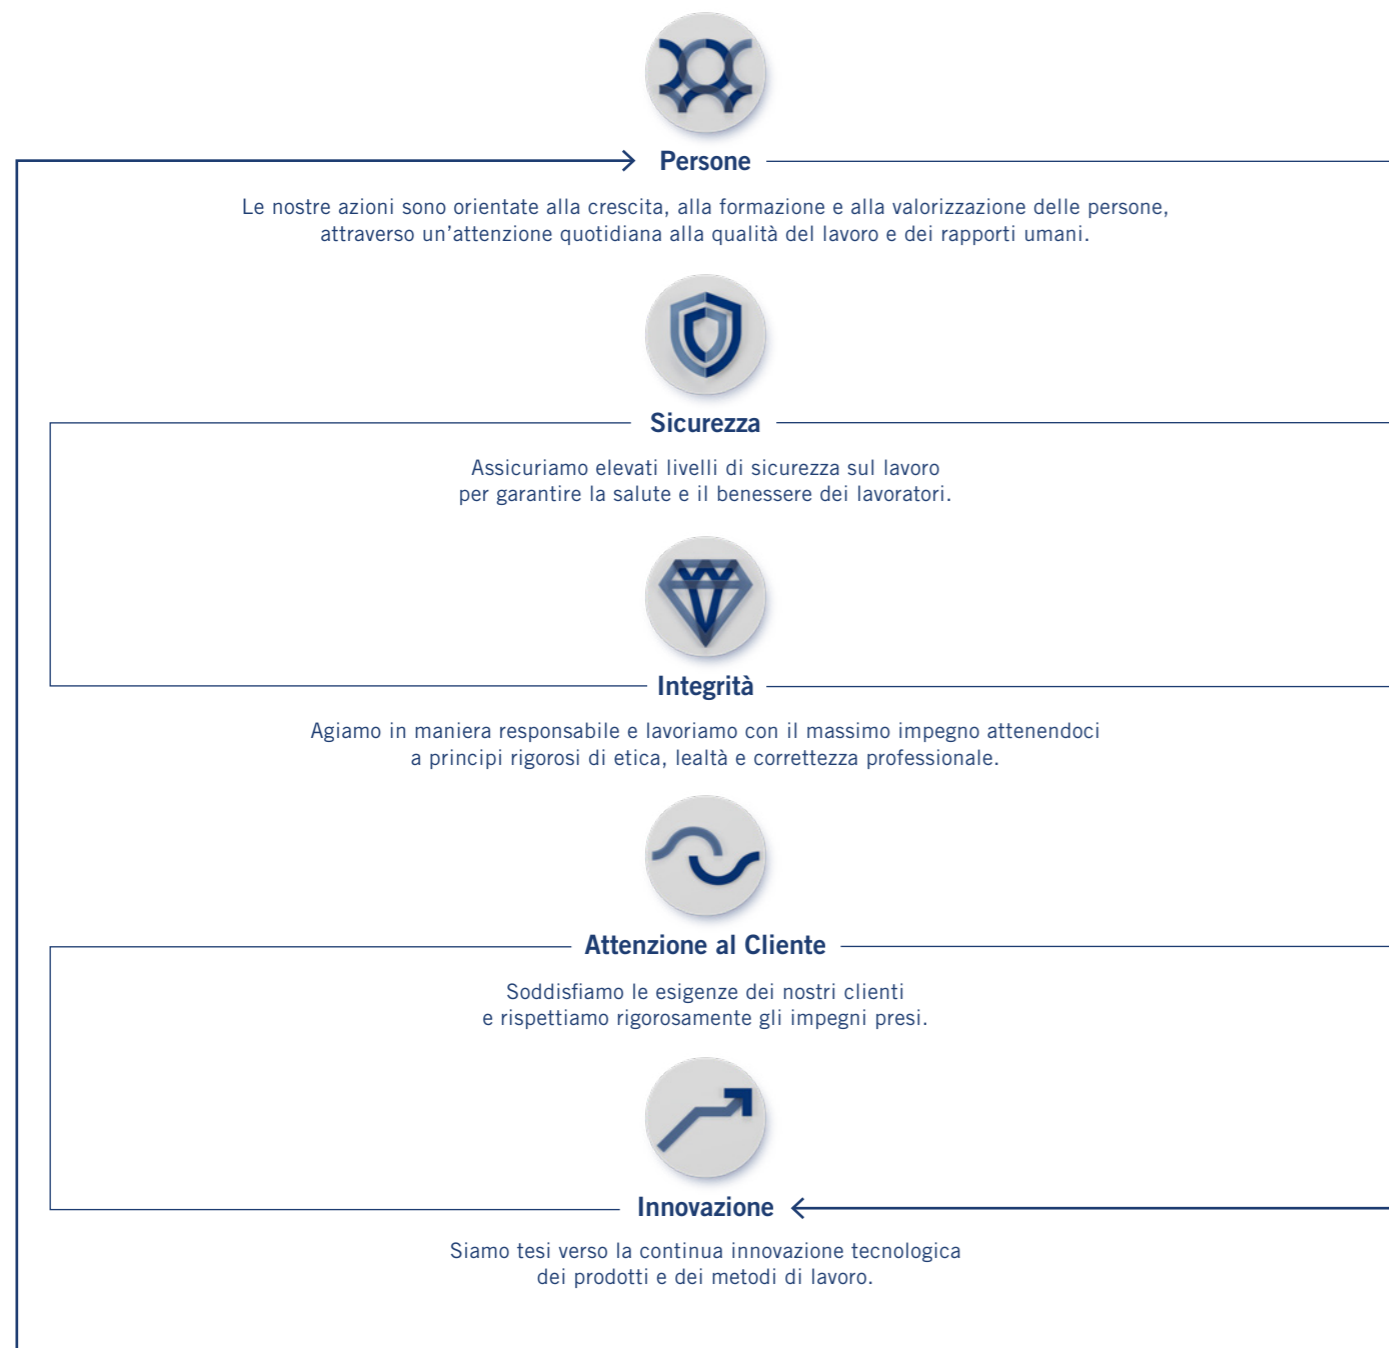 Persone
Le nostre azioni sono orientate alla crescita, alla formazione e alla valorizzazione delle persone,
attraverso un’attenzione quotidiana alla qualità del lavoro e dei rapporti umani.
Sicurezza
Assicuriamo elevati livelli di sicurezza sul lavoro
per garantire la salute e il benessere dei lavoratori.
Integrità
Agiamo in maniera responsabile e lavoriamo con il massimo impegno attenendoci
a principi rigorosi di etica, lealtà e correttezza professionale.
Attenzione al Cliente
Soddisfiamo le esigenze dei nostri clienti
e rispettiamo rigorosamente gli impegni presi.
Innovazione
Siamo tesi verso la continua innovazione tecnologica
dei prodotti e dei metodi di lavoro.